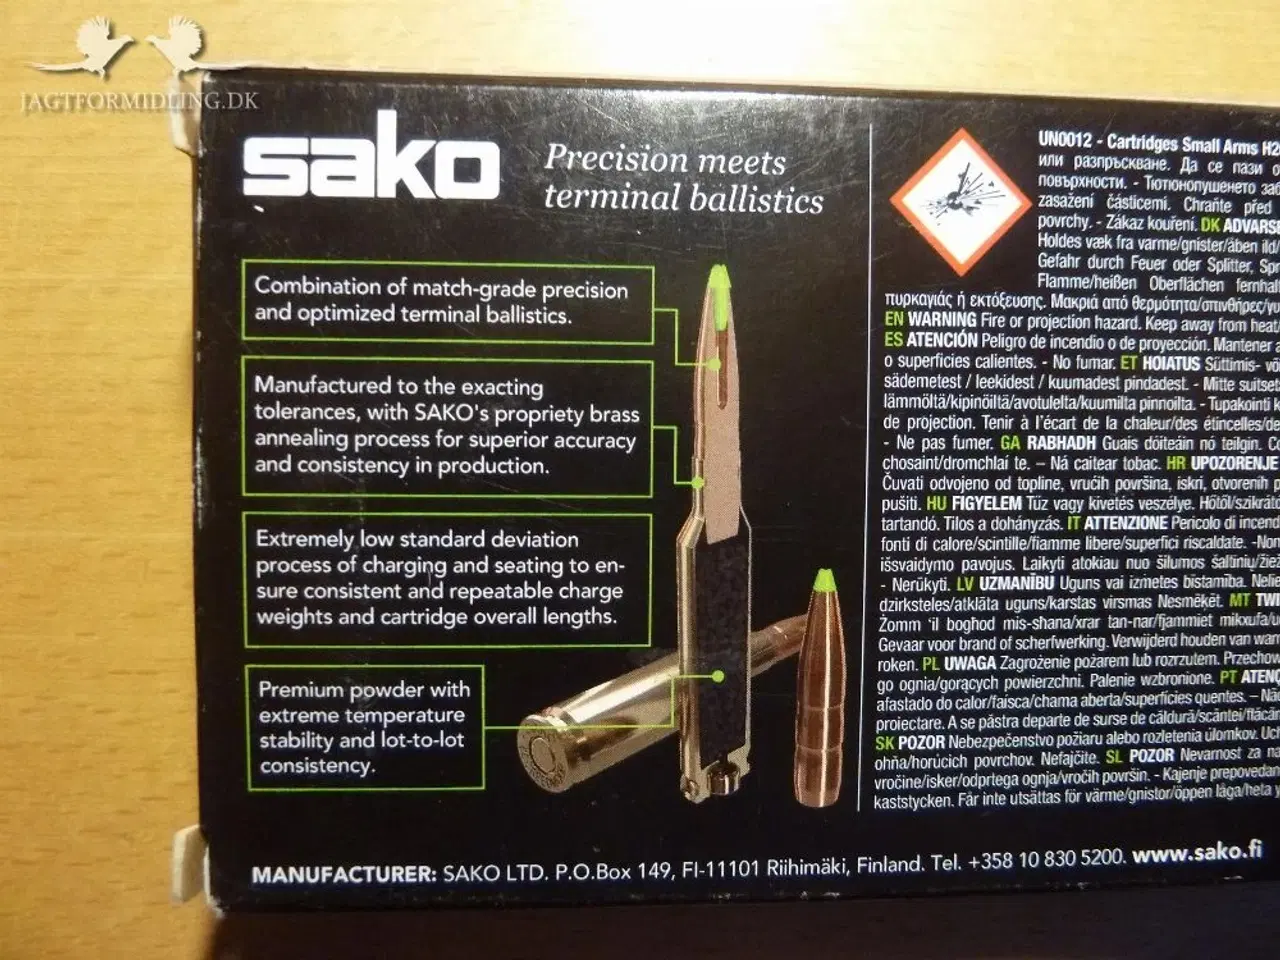 JAGTFORMIDLING.DK
sako
Precision meets
terminal ballistics
Combination of match-grade precision
and optimized terminal ballistics.
Manufactured to the exacting
tolerances, with SAKO's propriety brass
annealing process for superior accuracy
and consistency in production.
Extremely low standard deviation
process of charging and seating to en-
sure consistent and repeatable charge
weights and cartridge overall lengths.
Premium powder with
extreme temperature
stability and lot-to-lot
consistency.
UN0012 - Cartridges Small Arms
или разпръскване. Да се пази
повърхности. - Тютюнопушенето
zasažení částicemi. Chraňte před
povrchy. - Zákaz kouření. DK ADVARSE
Holdes væk fra varme/gnister/åben ild/
Gefahr durch Feuer oder Splitter,
Flamme/heißen Oberflächen
πυρκαγιάς ή εκτόξευσης. Μακριά από θερμότητα/σπινθήρες/
EN WARNING Fire or projection hazard. Keep away from heat/
ES ATENCIÓN Peligro de incendio o de proyección. Mantener
o superficies calientes. - No fumar. ET HOIATUS Süttimis-
sädemetest / leekidest / kuumadest pindadest. - Mitte
lämmöltä/kipinöiltä/avotulelta/kuumilta pinnoilta. - Tupakointi
de projection. Tenir à l'écart de la chaleur/des étincelles/
- Ne pas fumer. GA RABHADH Guais dóiteáin nó teilgin.
chosaint/dromchlaí te. – Ná caitear tobac. HR UPOZORENJE
Čuvati odvojeno od topline, vrućih površina, iskri, otvorenih
pušiti. HU FIGYELEM Tűz vagy kivetés veszélye.
tartandó. Tilos a dohányzás. IT ATTENZIONE Pericolo di
fonti di calore/scintille/fiamme libere/superfici riscaldate.
išsvaidymo pavojus. Laikyti atokiau nuo šilumos šaltinių/
- Nerūkyti. LV UZMANĪBU Uguns vai izmetes bīstamība.
dzirksteles/atklāta uguns/karstas virsmas Nesmēķēt. MT
Żomm 'il bogħod mis-sħana/xrar tan-nar/fjammiet
Gevaar voor brand of scherfwerking. Verwijderd houden van
roken. PL UWAGA Zagrożenie pożarem lub rozrzutem.
go ognia/gorących powierzchni. Palenie wzbronione. PT
afastado do calor/faísca/chama aberta/superfícies quentes. –
proiectare. A se păstra departe de surse de căldură/scântei/
SK POZOR Nebezpečenstvo požiaru alebo rozletenia úlomkov.
ohňa/horúcich povrchov. Nefajčite. SL POZOR Nevarnost za
vročine/isker/odprtega ognja/vročih površin. - Kajenje
kaststycken. Får inte utsättas för värme/gnistor/öppen låga/heta
MANUFACTURER: SAKO LTD. P.O.Box 149, FI-11101 Riihimäki, Finland. Tel. +358 10 830 5200. www.sako.fi